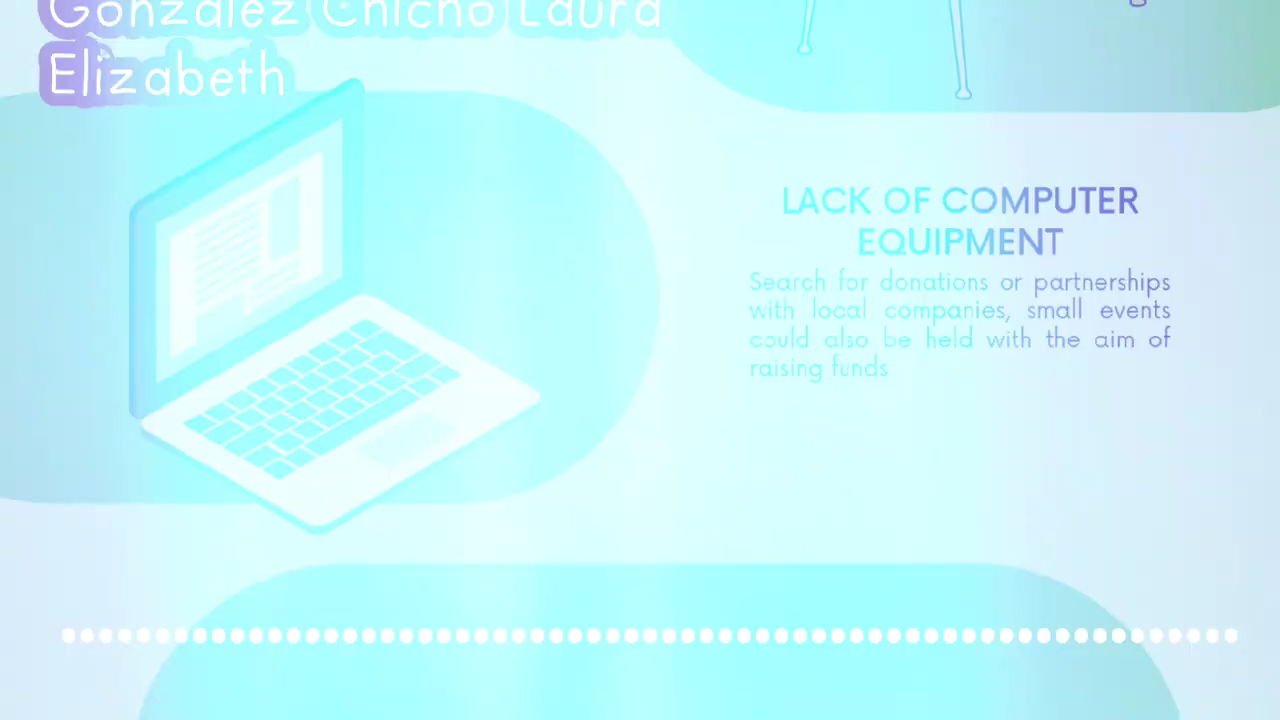 González Chicho Laura
Elizabeth
LACK OF COMPUTER
EQUIPMENT
Search for donations or partnerships
with local companies, small events
could also be held with the aim of
raising funds